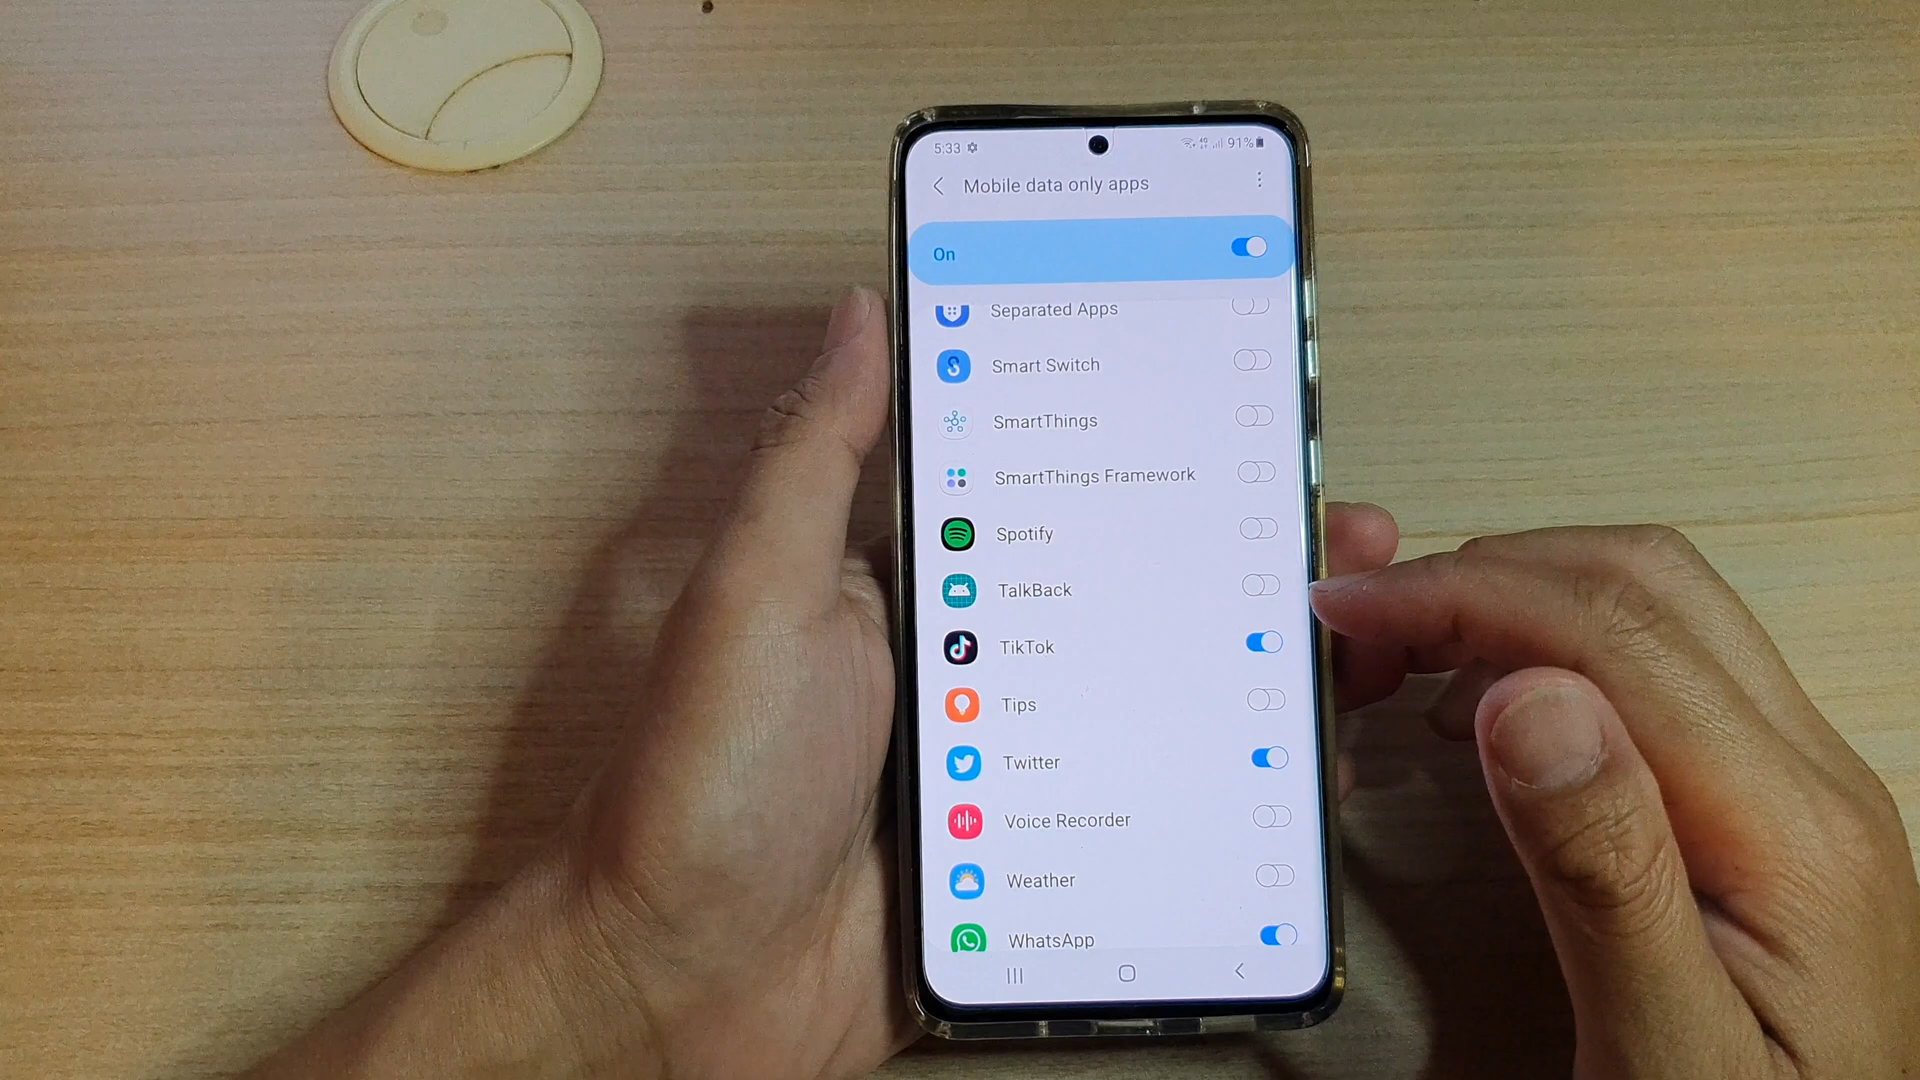 5:33 91%
Mobile data only apps
On
Separated Apps
Smart Switch
SmartThings
SmartThings Framework
Spotify
TalkBack
TikTok
Tips
Twitter
Voice Recorder
Weather
WhatsApp